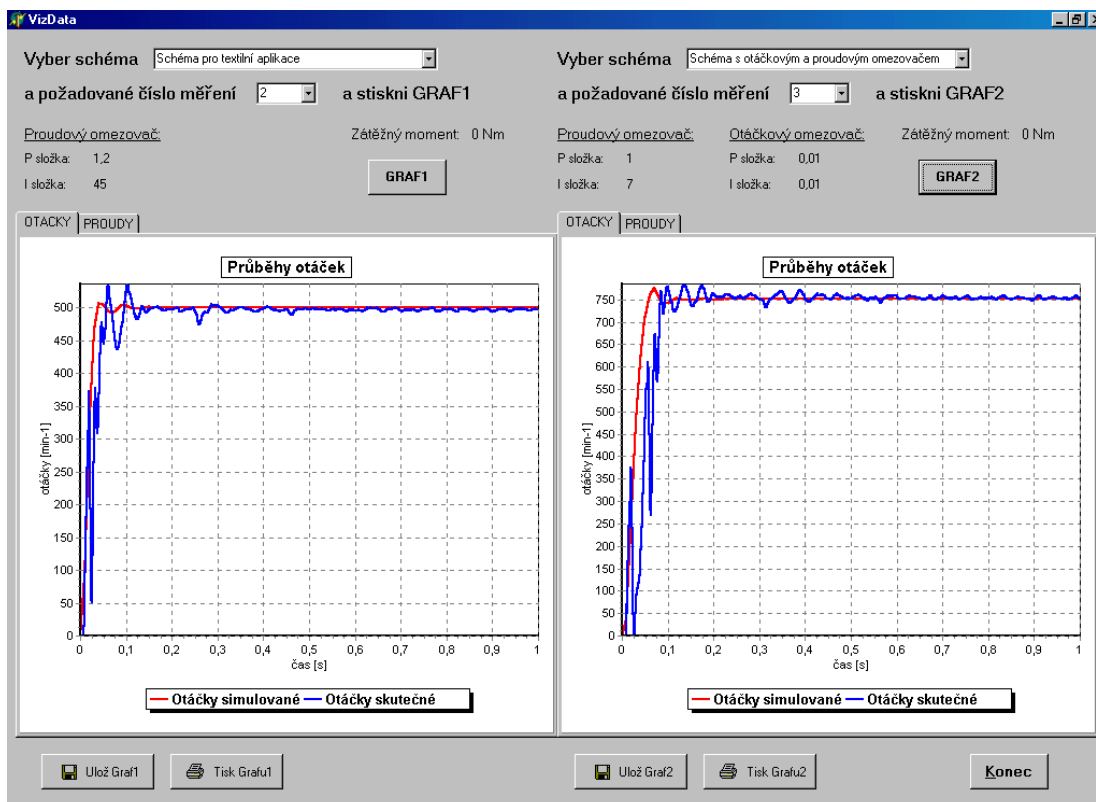 VizData
Vyber schéma Schéma pro textilní aplikace
a požadované číslo měření 2 a stiskni GRAF1
Proudový omezovač: Zátěžný moment: 0 Nm
P složka: 1,2
I složka: 45
GRAF1
OTACKY PROUDY
Průběhy otáček
500
450
400
350
300
250
200
150
100
50
0
otáčky [min-1]
0 0,1 0,2 0,3 0,4 0,5 0,6 0,7 0,8 0,9 1
čas [s]
Otáčky simulované Otáčky skutečné
Ulož Graf1 Tisk Grafu1
Vyber schéma Schéma s otáčkovým a proudovým omezovačem
a požadované číslo měření 3 a stiskni GRAF2
Proudový omezovač: Otáčkový omezovač: Zátěžný moment: 0 Nm
P složka: 1 P složka: 0,01
I složka: 7 I složka: 0,01
GRAF2
OTACKY PROUDY
Průběhy otáček
750
700
650
600
550
500
450
400
350
300
250
200
150
100
50
0
otáčky [min-1]
0 0,1 0,2 0,3 0,4 0,5 0,6 0,7 0,8 0,9 1
čas [s]
Otáčky simulované Otáčky skutečné
Ulož Graf2 Tisk Grafu2 Konec